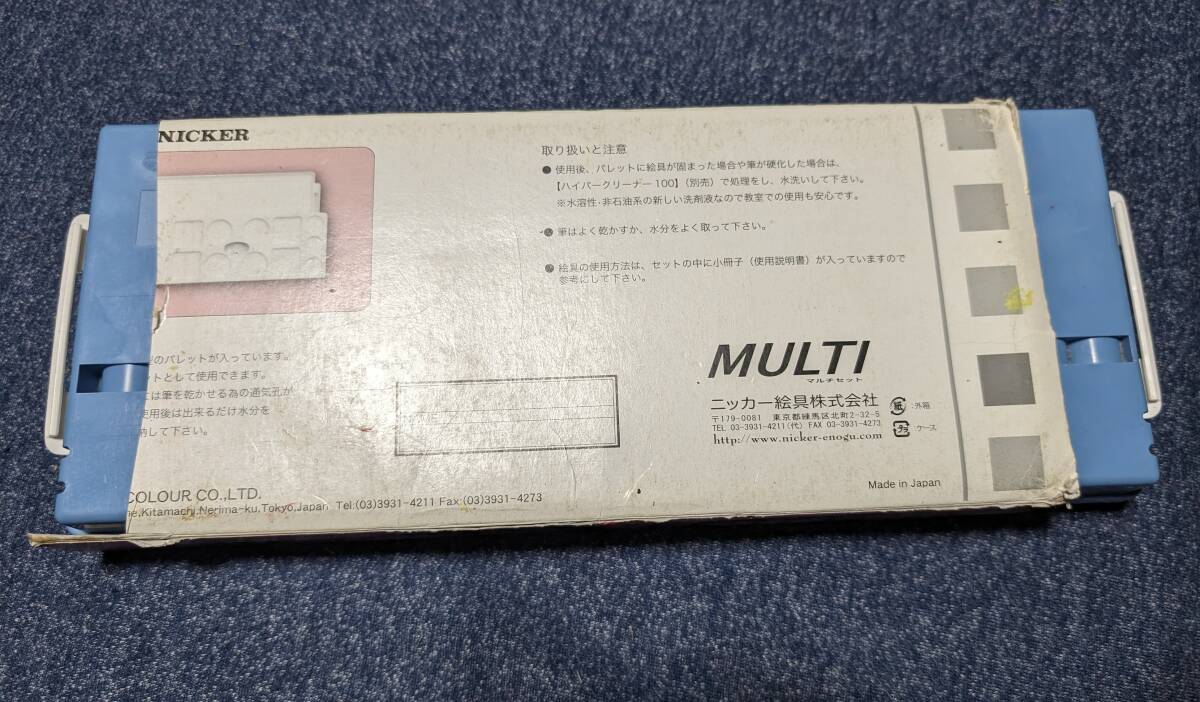 NICKER
取り扱いと注意
● 使用後、パレットに絵具が固まった場合や筆が硬化した場合は、
【ハイパークリーナー100】(別売)で処理をし、水洗いして下さい。
※水溶性・非石油系の新しい洗剤液なので教室での使用も安心です。
● 筆はよく乾かすか、水分をよく取って下さい。
● 絵具の使用方法は、セットの中に小冊子（使用説明書）が入っていますので
参考にして下さい。
のパレットが入っています。
ットとして使用できます。
には筆を乾かせる為の通気孔が
使用後は出来るだけ水分を
納して下さい。
MULTI
マルチセット
ニッカー絵具株式会社
〒179-0081 東京都練馬区北町2-32-5
TEL 03-3931-4211(代) FAX 03-3931-4273
http://www.nicker-enogu.com
紙 :外箱
プラ :ケース
COLOUR CO.,LTD.
me,Kitamachi,Nerima-ku,Tokyo,Japan Tel:(03)3931-4211 Fax:(03)3931-4273
Made in Japan